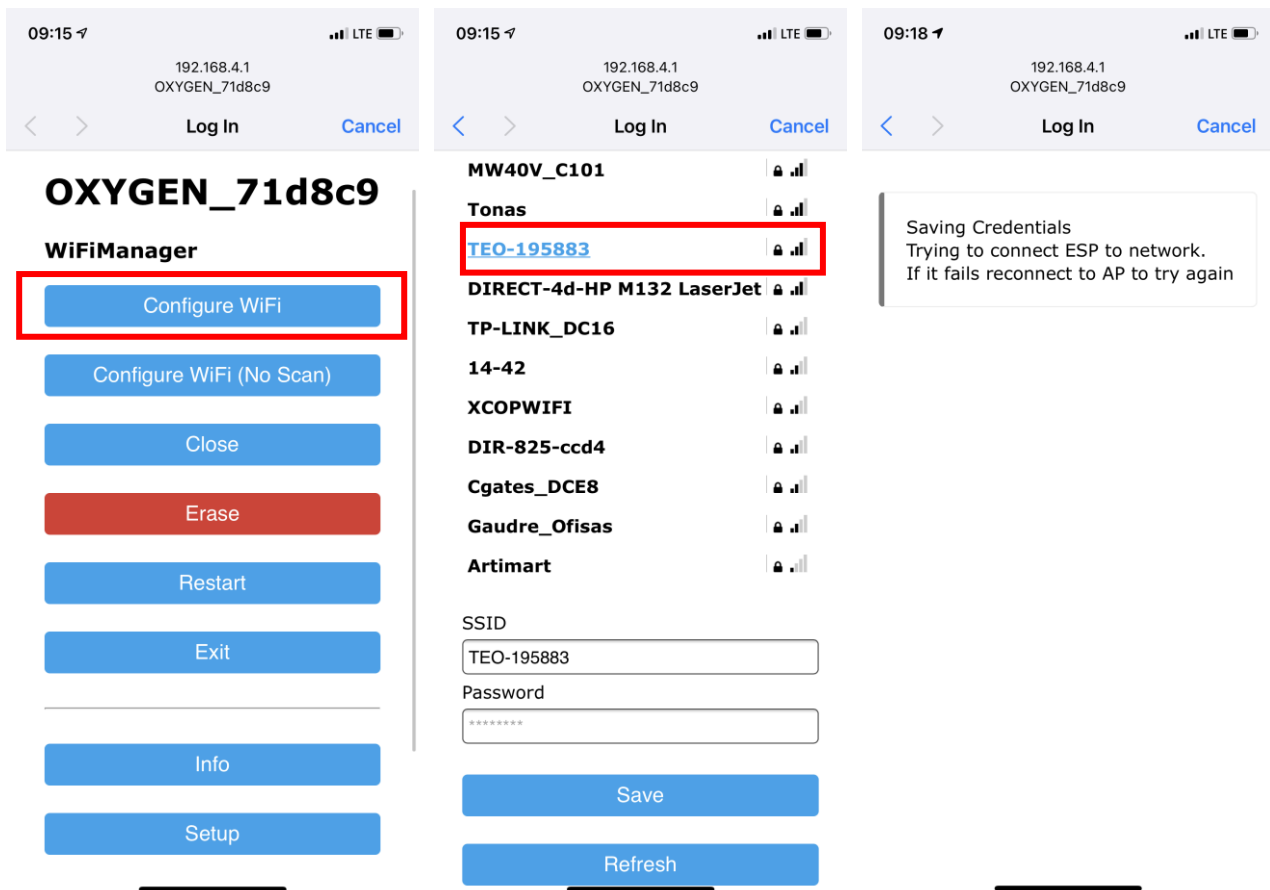 09:15
LTE
192.168.4.1
OXYGEN_71d8c9
Log In
Cancel
OXYGEN_71d8c9
WiFiManager
Configure WiFi
Configure WiFi (No Scan)
Close
Erase
Restart
Exit
Info
Setup
09:15
LTE
192.168.4.1
OXYGEN_71d8c9
Log In
Cancel
MW40V_C101
Tonas
TEO-195883
DIRECT-4d-HP M132 LaserJet
TP-LINK_DC16
14-42
XCOPWIFI
DIR-825-ccd4
Cgates_DCE8
Gaudre_Ofisas
Artimart
SSID
TEO-195883
Password
********
Save
Refresh
09:18
LTE
192.168.4.1
OXYGEN_71d8c9
Log In
Cancel
Saving Credentials
Trying to connect ESP to network.
If it fails reconnect to AP to try again